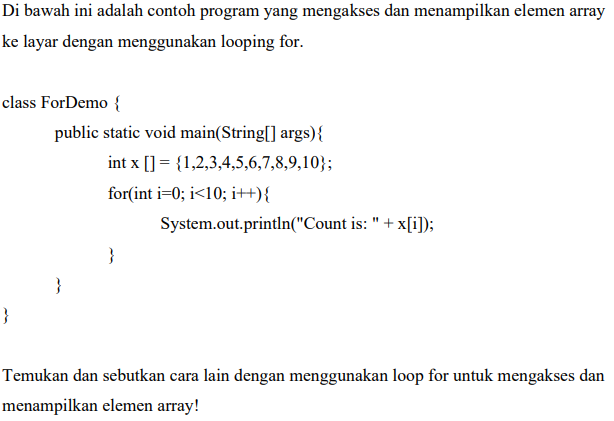 Di bawah ini adalah contoh program yang mengakses dan menampilkan elemen array
ke layar dengan menggunakan looping for.
class ForDemo {
public static void main(String[] args){
int x [] = {1,2,3,4,5,6,7,8,9,10};
for(int i=0; i<10; i++){
System.out.println("Count is: " + x[i]);
}
}
}
Temukan dan sebutkan cara lain dengan menggunakan loop for untuk mengakses dan
menampilkan elemen array!